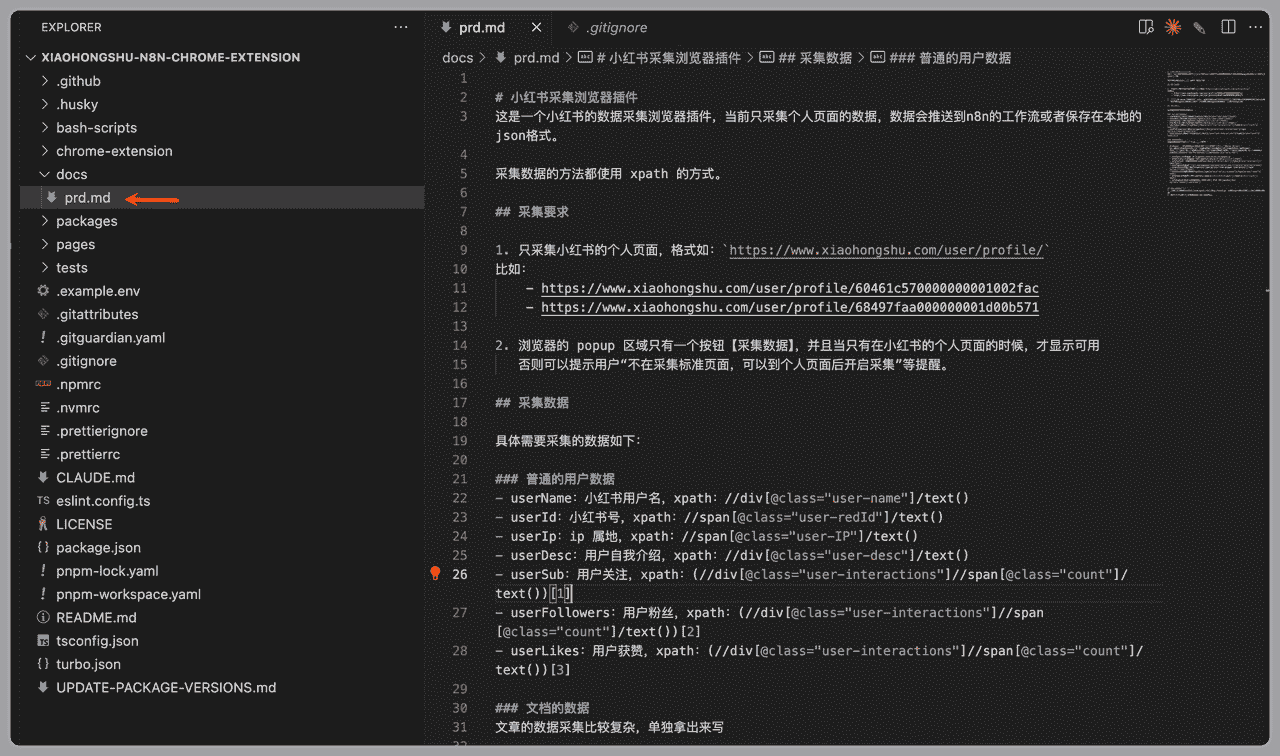 EXPLORER
XIAOHONGSHU-N8N-CHROME-EXTENSION
.github
.husky
bash-scripts
chrome-extension
docs
prd.md
packages
pages
tests
.example.env
.gitattributes
.gitguardian.yaml
.gitignore
.npmrc
.nvmrc
.prettierignore
.prettierrc
CLAUDE.md
TS eslint.config.ts
LICENSE
{} package.json
! pnpm-lock.yaml
! pnpm-workspace.yaml
README.md
tsconfig.json
{} turbo.json
UPDATE-PACKAGE-VERSIONS.md
prd.md
.gitignore
docs > prd.md > # 小红书采集浏览器插件 > ## 采集数据 > ### 普通的用户数据
1
2 # 小红书采集浏览器插件
3 这是一个小红书的数据采集浏览器插件，当前只采集个人页面的数据，数据会推送到n8n的工作流或者保存在本地的
json格式。
4
5 采集数据的方法都使用 xpath 的方式。
6
7 ## 采集要求
8
9 1. 只采集小红书的个人页面，格式如：`https://www.xiaohongshu.com/user/profile/`
10 比如：
11 - https://www.xiaohongshu.com/user/profile/60461c570000000001002fac
12 - https://www.xiaohongshu.com/user/profile/68497faa000000001d00b571
13
14 2. 浏览器的 popup 区域只有一个按钮【采集数据】，并且当只有在小红书的个人页面的时候，才显示可用
15 否则可以提示用户“不在采集标准页面，可以到个人页面后开启采集”等提醒。
16
17 ## 采集数据
18
19 具体需要采集的数据如下：
20
21 ### 普通的用户数据
22 - userName：小红书用户名，xpath：//div[@class="user-name"]/text()
23 - userId：小红书号，xpath：//span[@class="user-redId"]/text()
24 - userIp：ip 属地，xpath：//span[@class="user-IP"]/text()
25 - userDesc：用户自我介绍，xpath：//div[@class="user-desc"]/text()
26 - userSub：用户关注，xpath：(//div[@class="user-interactions"]//span[@class="count"]/
text())[1]
27 - userFollowers：用户粉丝，xpath：(//div[@class="user-interactions"]//span
[@class="count"]/text())[2]
28 - userLikes：用户获赞，xpath：(//div[@class="user-interactions"]//span[@class="count"]/
text())[3]
29
30 ### 文档的数据
31 文章的数据采集比较复杂，单独拿出来写